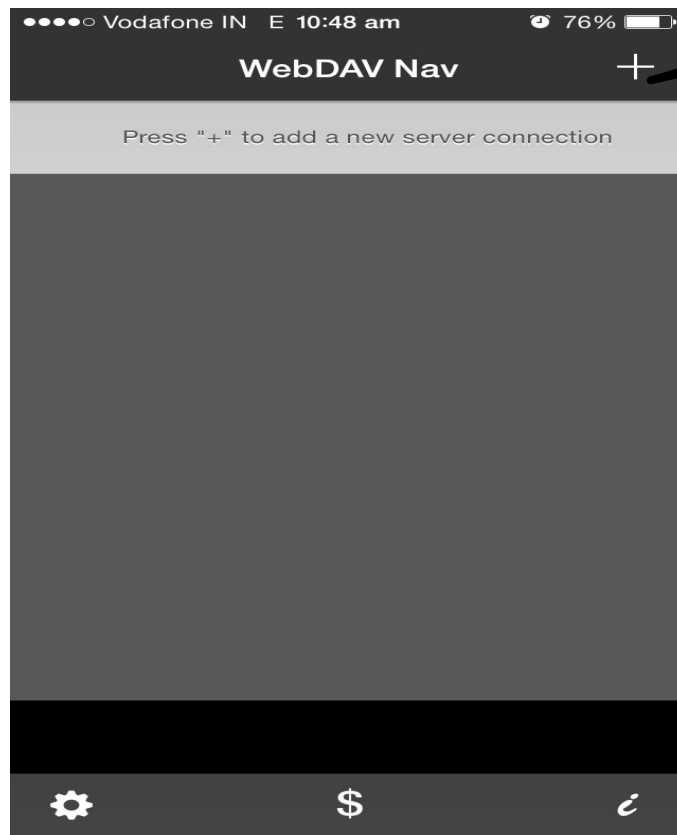 Vodafone IN E 10:48 am 76%
WebDAV Nav +
Press "+" to add a new server connection
$ i